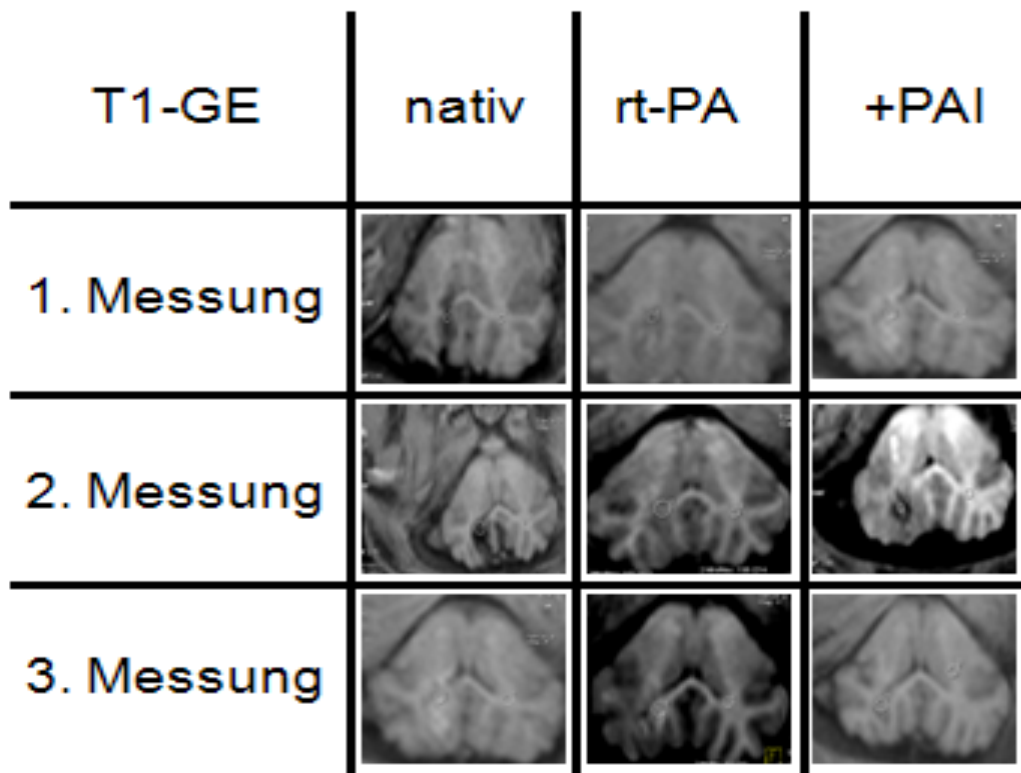 T1-GE nativ rt-PA +PAI
1. Messung
2. Messung
3. Messung